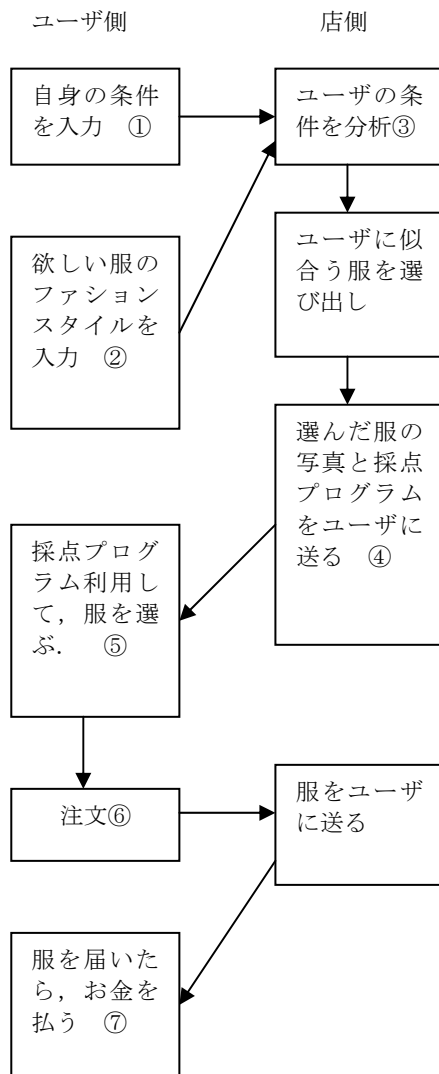 ユーザ側
店側
自身の条件
を入力 ①
ユーザの条
件を分析③
欲しい服の
ファション
スタイルを
入力 ②
ユーザに似
合う服を選
び出し
選んだ服の
写真と採点
プログラム
をユーザに
送る ④
採点プログ
ラム利用し
て，服を選
ぶ． ⑤
注文⑥
服をユーザ
に送る
服を届いた
ら，お金を
払う ⑦